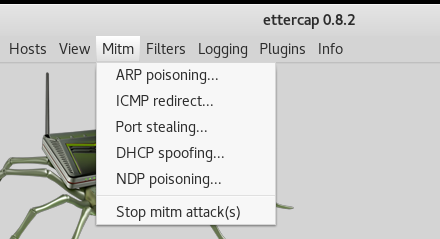 ettercap 0.8.2
Hosts View Mitm Filters Logging Plugins Info
ARP poisoning...
ICMP redirect...
Port stealing...
DHCP spoofing...
NDP poisoning...
Stop mitm attack(s)